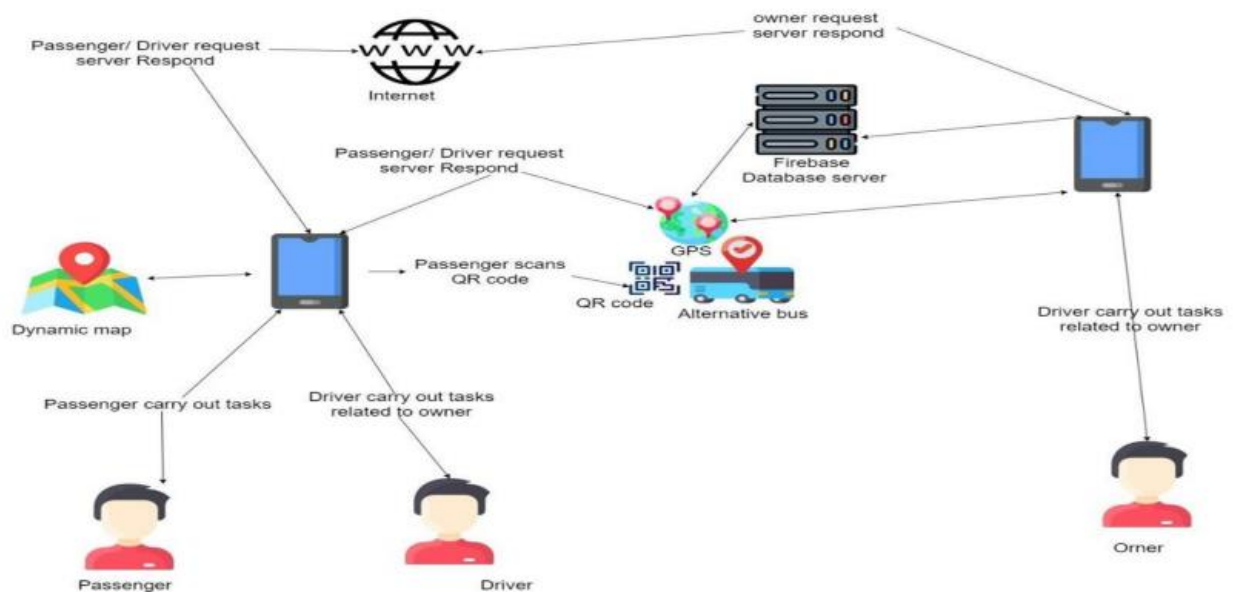 owner request
server respond
Passenger/ Driver request
server Respond
W W W
Internet
Passenger/ Driver request
server Respond
Firebase
Database server
GPS
Passenger scans
QR code
QR code
Alternative bus
Dynamic map
Driver carry out tasks
related to owner
Passenger carry out tasks
Driver carry out tasks
related to owner
Orner
Passenger
Driver